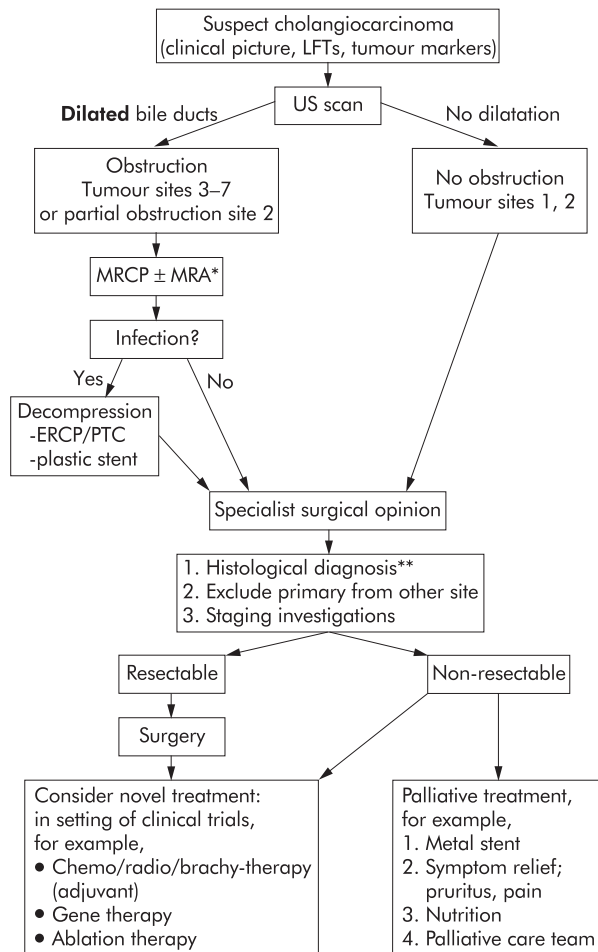 Suspect cholangiocarcinoma
(clinical picture, LFTs, tumour markers)
US scan
Dilated bile ducts
No dilatation
Obstruction
Tumour sites 3–7
or partial obstruction site 2
No obstruction
Tumour sites 1, 2
MRCP ± MRA*
Infection?
Yes
No
Decompression
-ERCP/PTC
-plastic stent
Specialist surgical opinion
1. Histological diagnosis**
2. Exclude primary from other site
3. Staging investigations
Resectable
Non-resectable
Surgery
Consider novel treatment:
in setting of clinical trials,
for example,
• Chemo/radio/brachy-therapy
(adjuvant)
• Gene therapy
• Ablation therapy
Palliative treatment,
for example,
1. Metal stent
2. Symptom relief;
pruritus, pain
3. Nutrition
4. Palliative care team